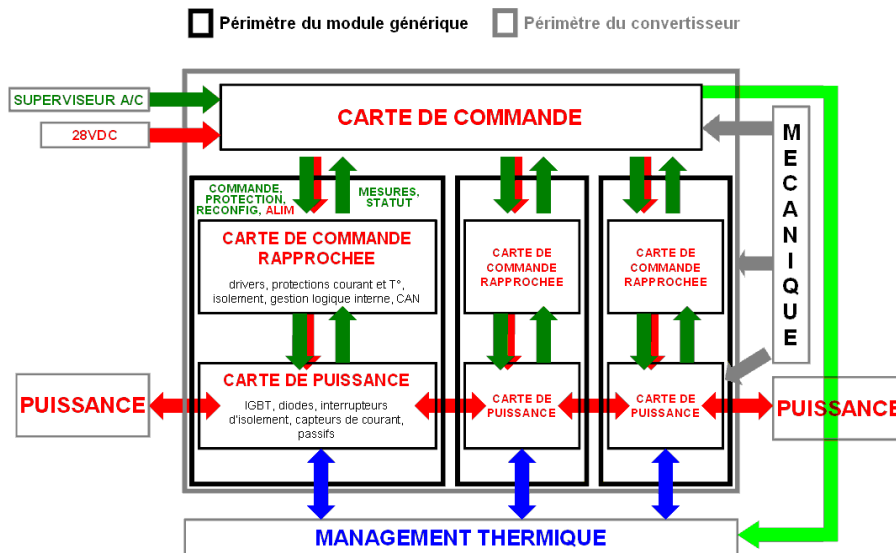 Périmètre du module générique
Périmètre du convertisseur
SUPERVISEUR A/C
28VDC
CARTE DE COMMANDE
MECANIQUE
COMMANDE,
PROTECTION,
RECONFIG, ALIM
MESURES,
STATUT
CARTE DE COMMANDE
RAPPROCHEE
drivers, protections courant et T°,
isolement, gestion logique interne, CAN
CARTE DE
COMMANDE
RAPPROCHEE
CARTE DE
COMMANDE
RAPPROCHEE
PUISSANCE
CARTE DE PUISSANCE
IGBT, diodes, interrupteurs
d'isolement, capteurs de courant,
passifs
CARTE DE
PUISSANCE
CARTE DE
PUISSANCE
PUISSANCE
MANAGEMENT THERMIQUE